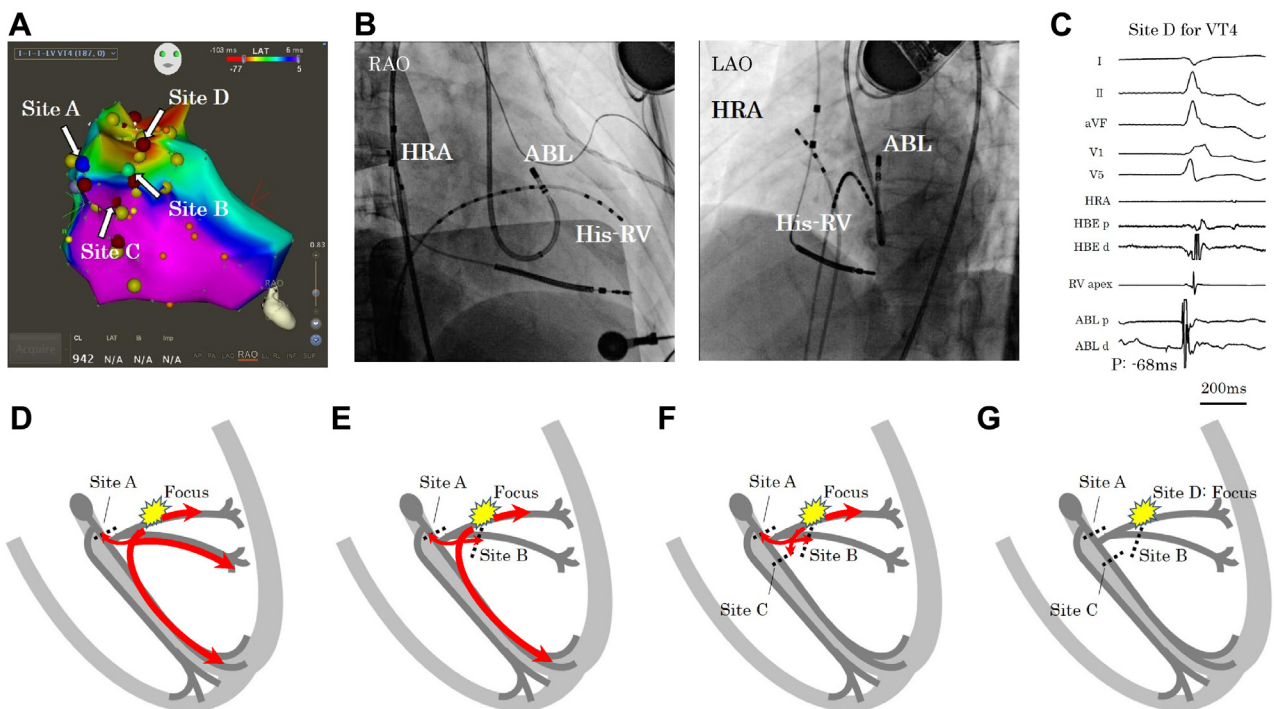 A
1-1-1-LV VT4 (187, 0)
-103 ms LAT 5 ms
-77 5
Site A
Site D
Site B
Site C
0.83
RAO
Acquire
CL LAT Bi Imp
942 N/A N/A N/A
AP PA LAO RAO LL RL INF SUP
B
RAO
HRA
ABL
His-RV
LAO
HRA
ABL
His-RV
C
Site D for VT4
I
II
aVF
V1
V5
HRA
HBE p
HBE d
RV apex
ABL p
ABL d
P: -68ms
200ms
D
Site A
Focus
E
Site A
Focus
Site B
F
Site A
Focus
Site B
Site C
G
Site A
Site D: Focus
Site B
Site C